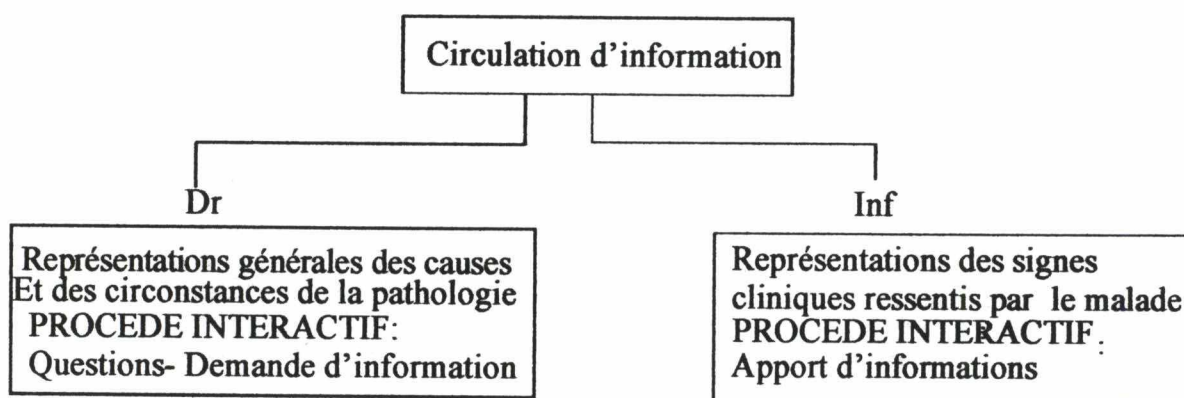 Circulation d'information
Dr
Représentations générales des causes
Et des circonstances de la pathologie
PROCEDE INTERACTIF:
Questions- Demande d'information
Inf
Représentations des signes
cliniques ressentis par le malade
PROCEDE INTERACTIF:
Apport d'informations